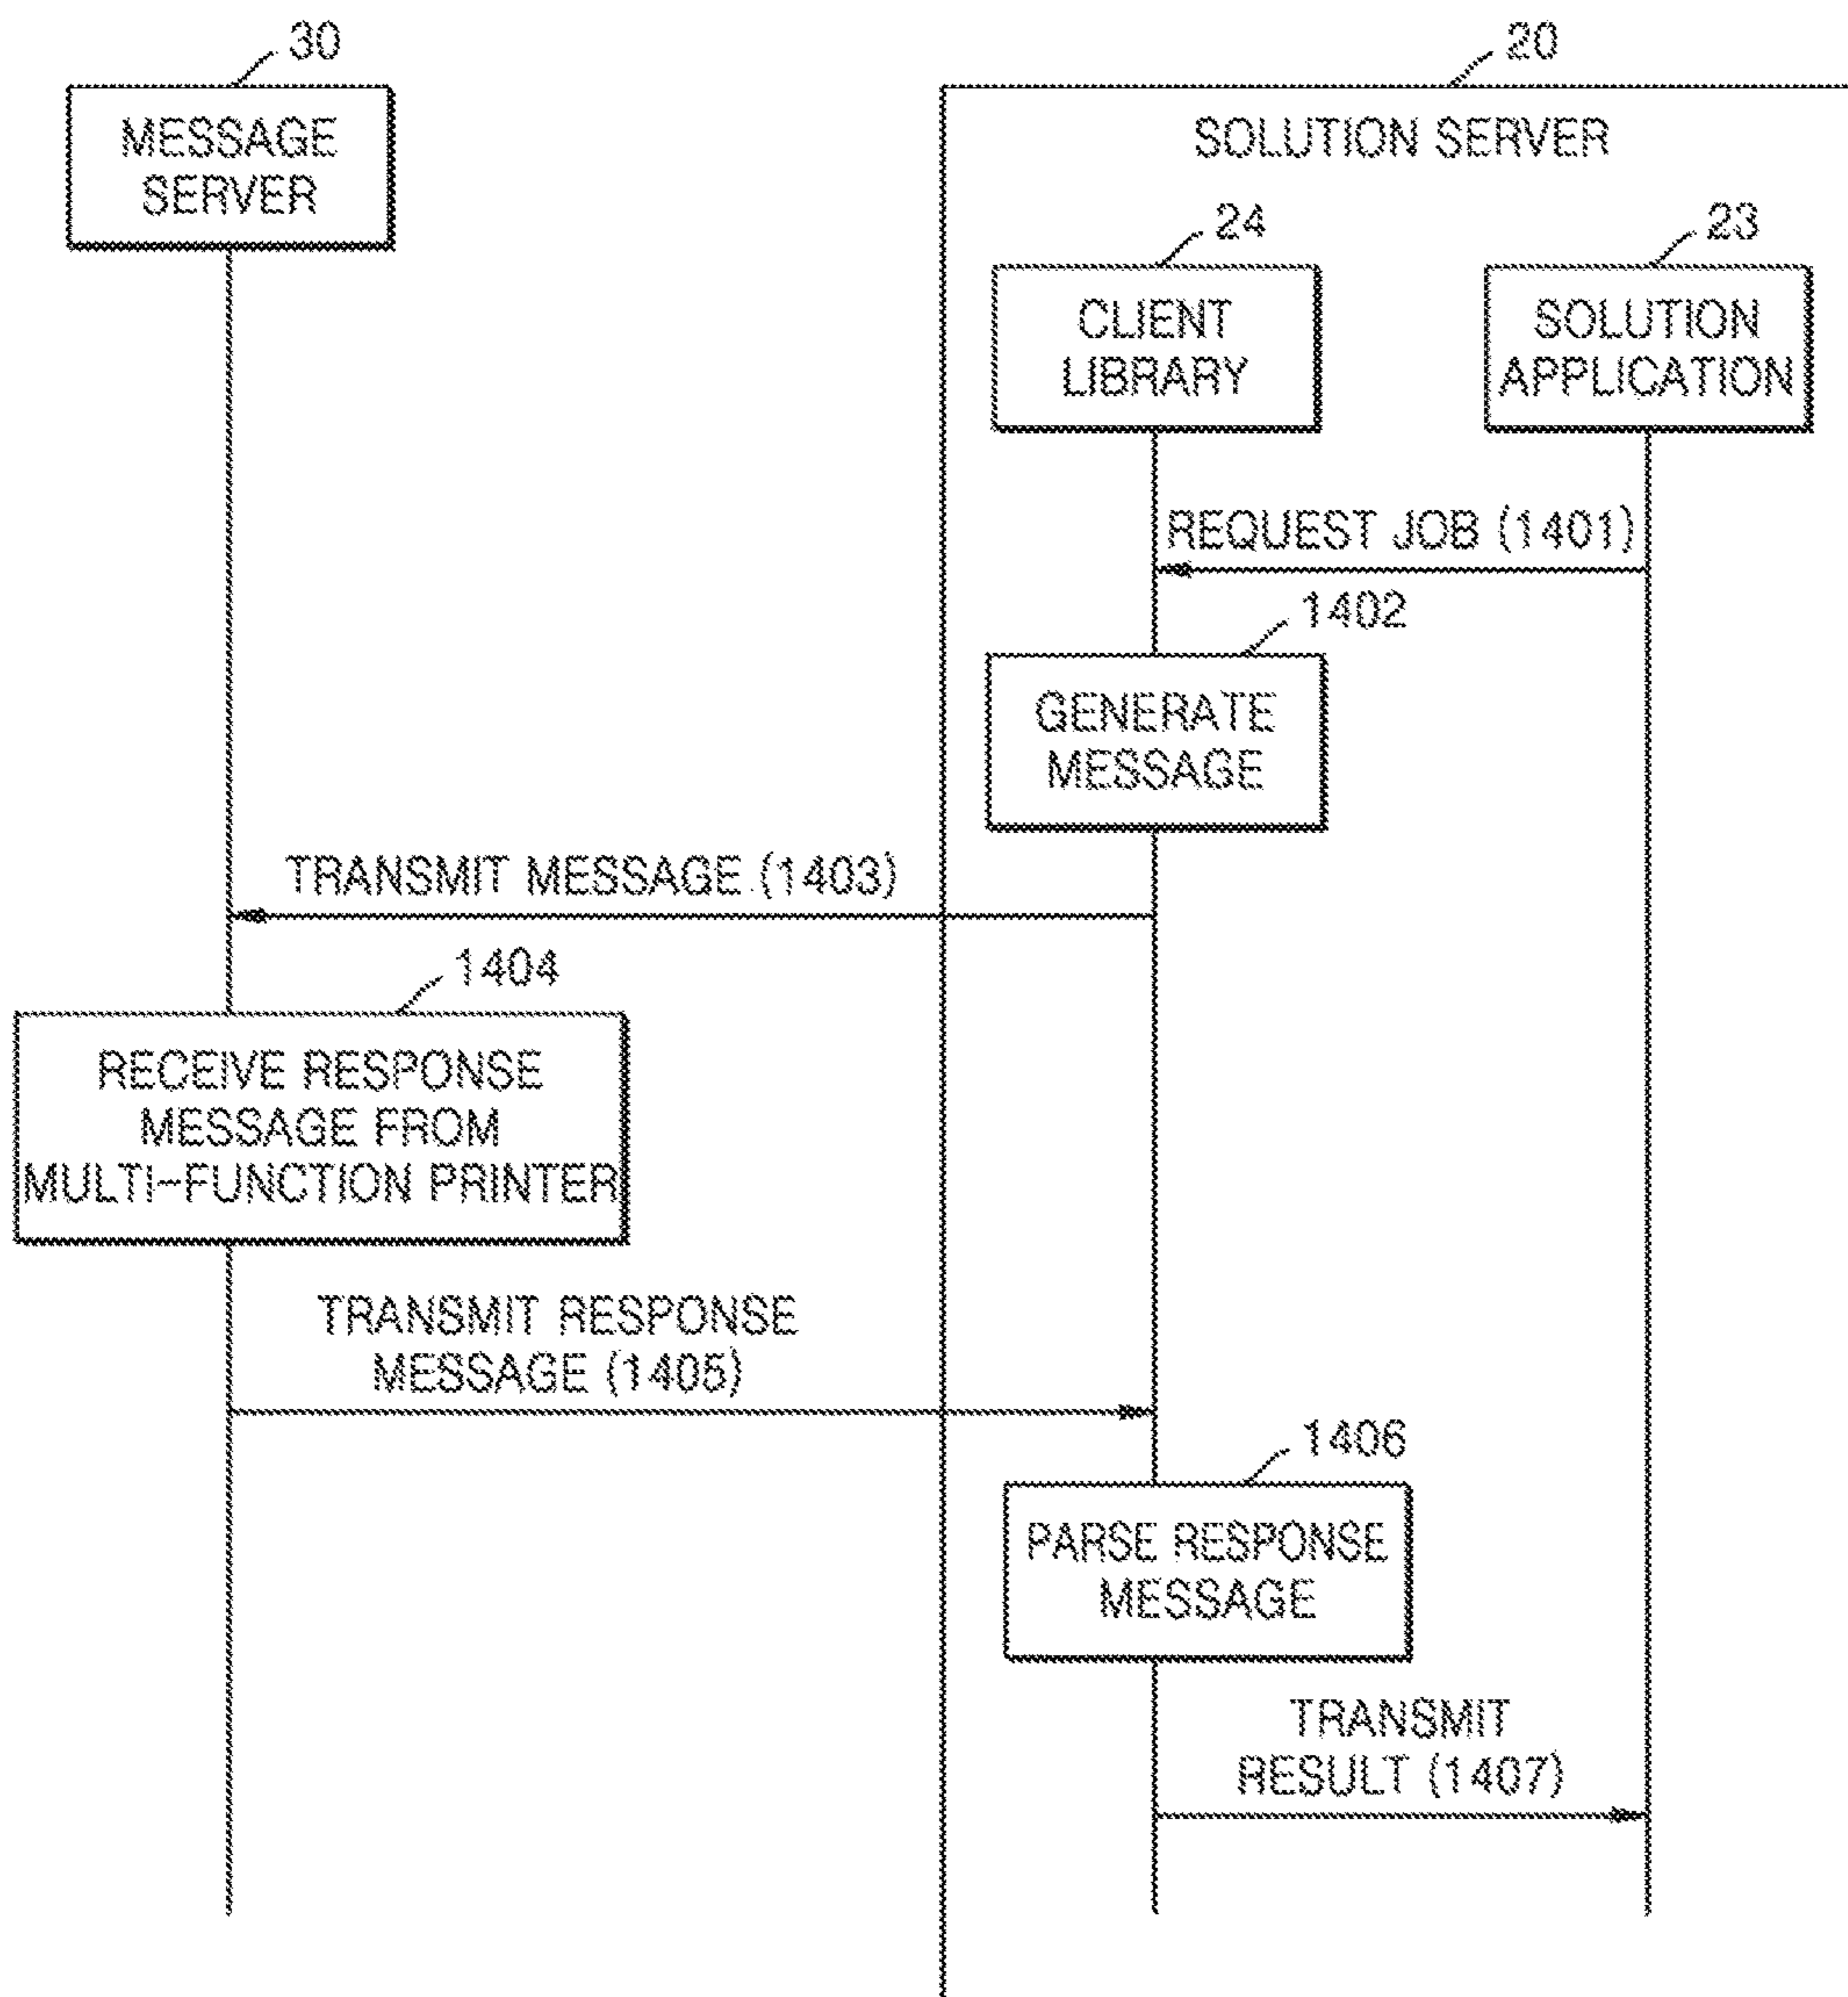 30
MESSAGE
SERVER
20
SOLUTION SERVER
24
CLIENT
LIBRARY
23
SOLUTION
APPLICATION
REQUEST JOB (1401)
1402
GENERATE
MESSAGE
TRANSMIT MESSAGE (1403)
1404
RECEIVE RESPONSE
MESSAGE FROM
MULTI-FUNCTION PRINTER
TRANSMIT RESPONSE
MESSAGE (1405)
1406
PARSE RESPONSE
MESSAGE
TRANSMIT
RESULT (1407)